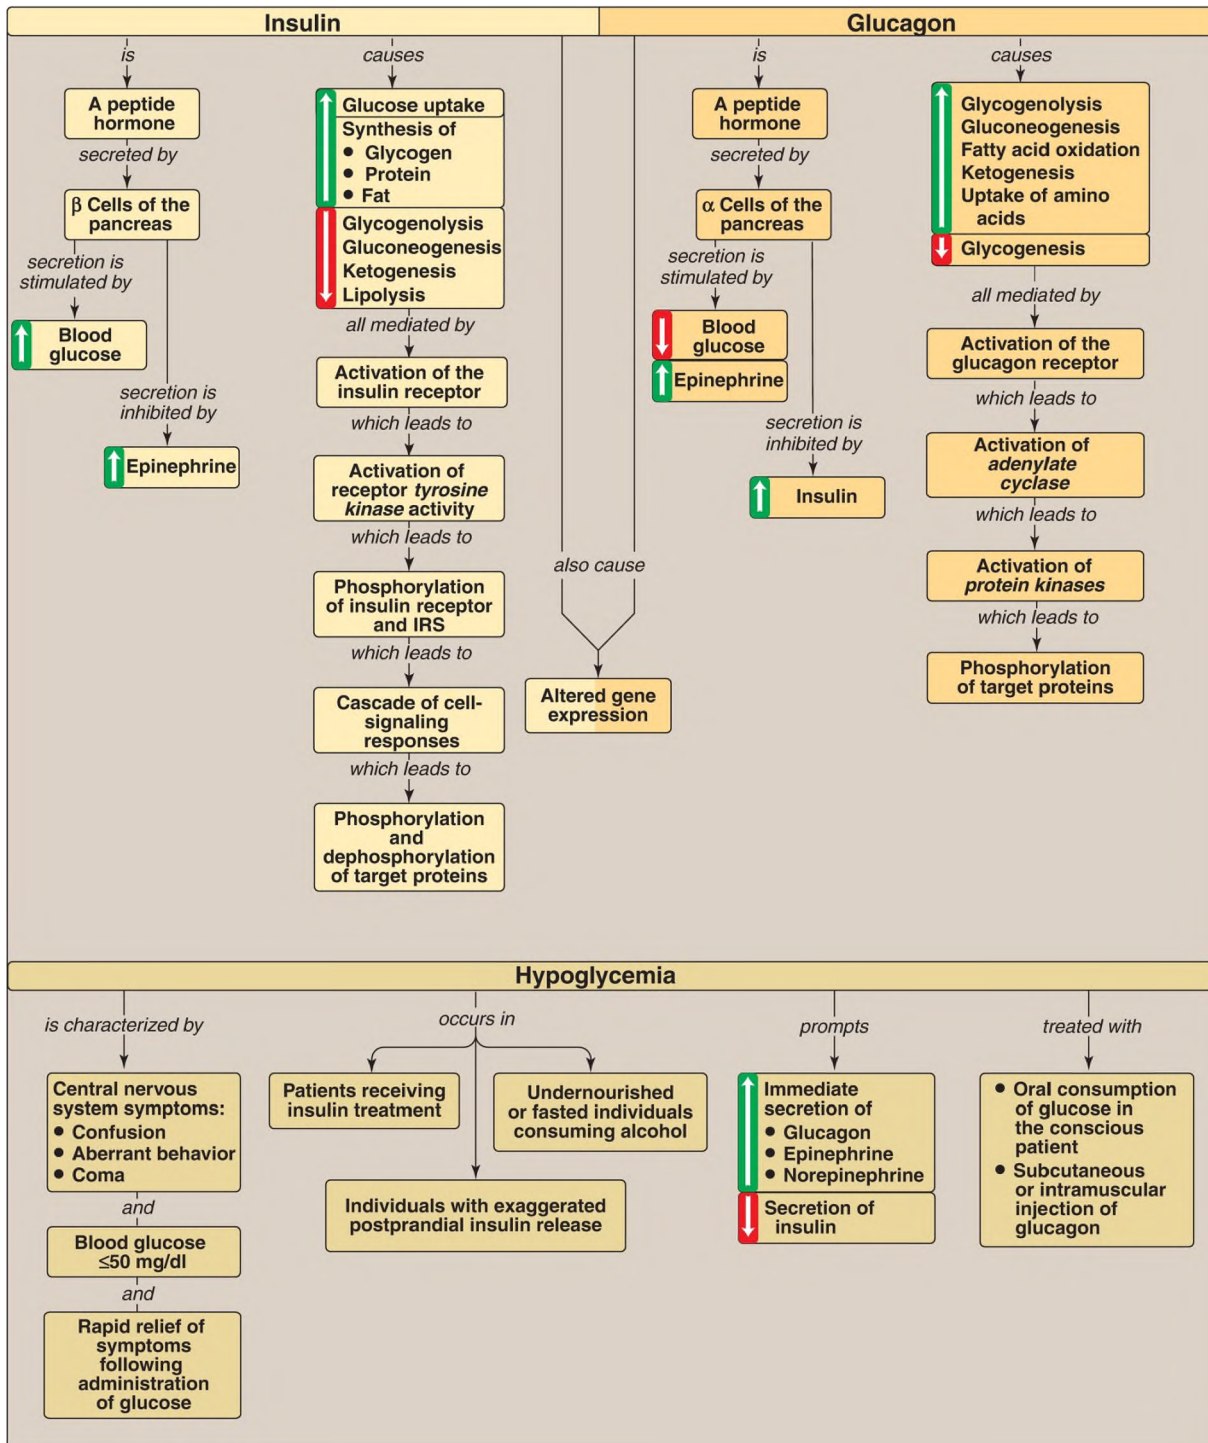 Insulin
is
A peptide
hormone
secreted by
β Cells of the
pancreas
secretion is
stimulated by
Blood
glucose
secretion is
inhibited by
Epinephrine
causes
Glucose uptake
Synthesis of
● Glycogen
● Protein
● Fat
Glycogenolysis
Gluconeogenesis
Ketogenesis
Lipolysis
all mediated by
Activation of the
insulin receptor
which leads to
Activation of
receptor tyrosine
kinase activity
which leads to
Phosphorylation
of insulin receptor
and IRS
which leads to
Cascade of cell-
signaling
responses
which leads to
Phosphorylation
and
dephosphorylation
of target proteins
also cause
Altered gene
expression
Glucagon
is
A peptide
hormone
secreted by
α Cells of the
pancreas
secretion is
stimulated by
Blood
glucose
Epinephrine
secretion is
inhibited by
Insulin
causes
Glycogenolysis
Gluconeogenesis
Fatty acid oxidation
Ketogenesis
Uptake of amino
acids
Glycogenesis
all mediated by
Activation of the
glucagon receptor
which leads to
Activation of
adenylate
cyclase
which leads to
Activation of
protein kinases
which leads to
Phosphorylation
of target proteins
Hypoglycemia
is characterized by
Central nervous
system symptoms:
● Confusion
● Aberrant behavior
● Coma
and
Blood glucose
≤50 mg/dl
and
Rapid relief of
symptoms
following
administration
of glucose
occurs in
Patients receiving
insulin treatment
Individuals with exaggerated
postprandial insulin release
Undernourished
or fasted individuals
consuming alcohol
prompts
Immediate
secretion of
● Glucagon
● Epinephrine
● Norepinephrine
Secretion of
insulin
treated with
● Oral consumption
of glucose in
the conscious
patient
● Subcutaneous
or intramuscular
injection of
glucagon